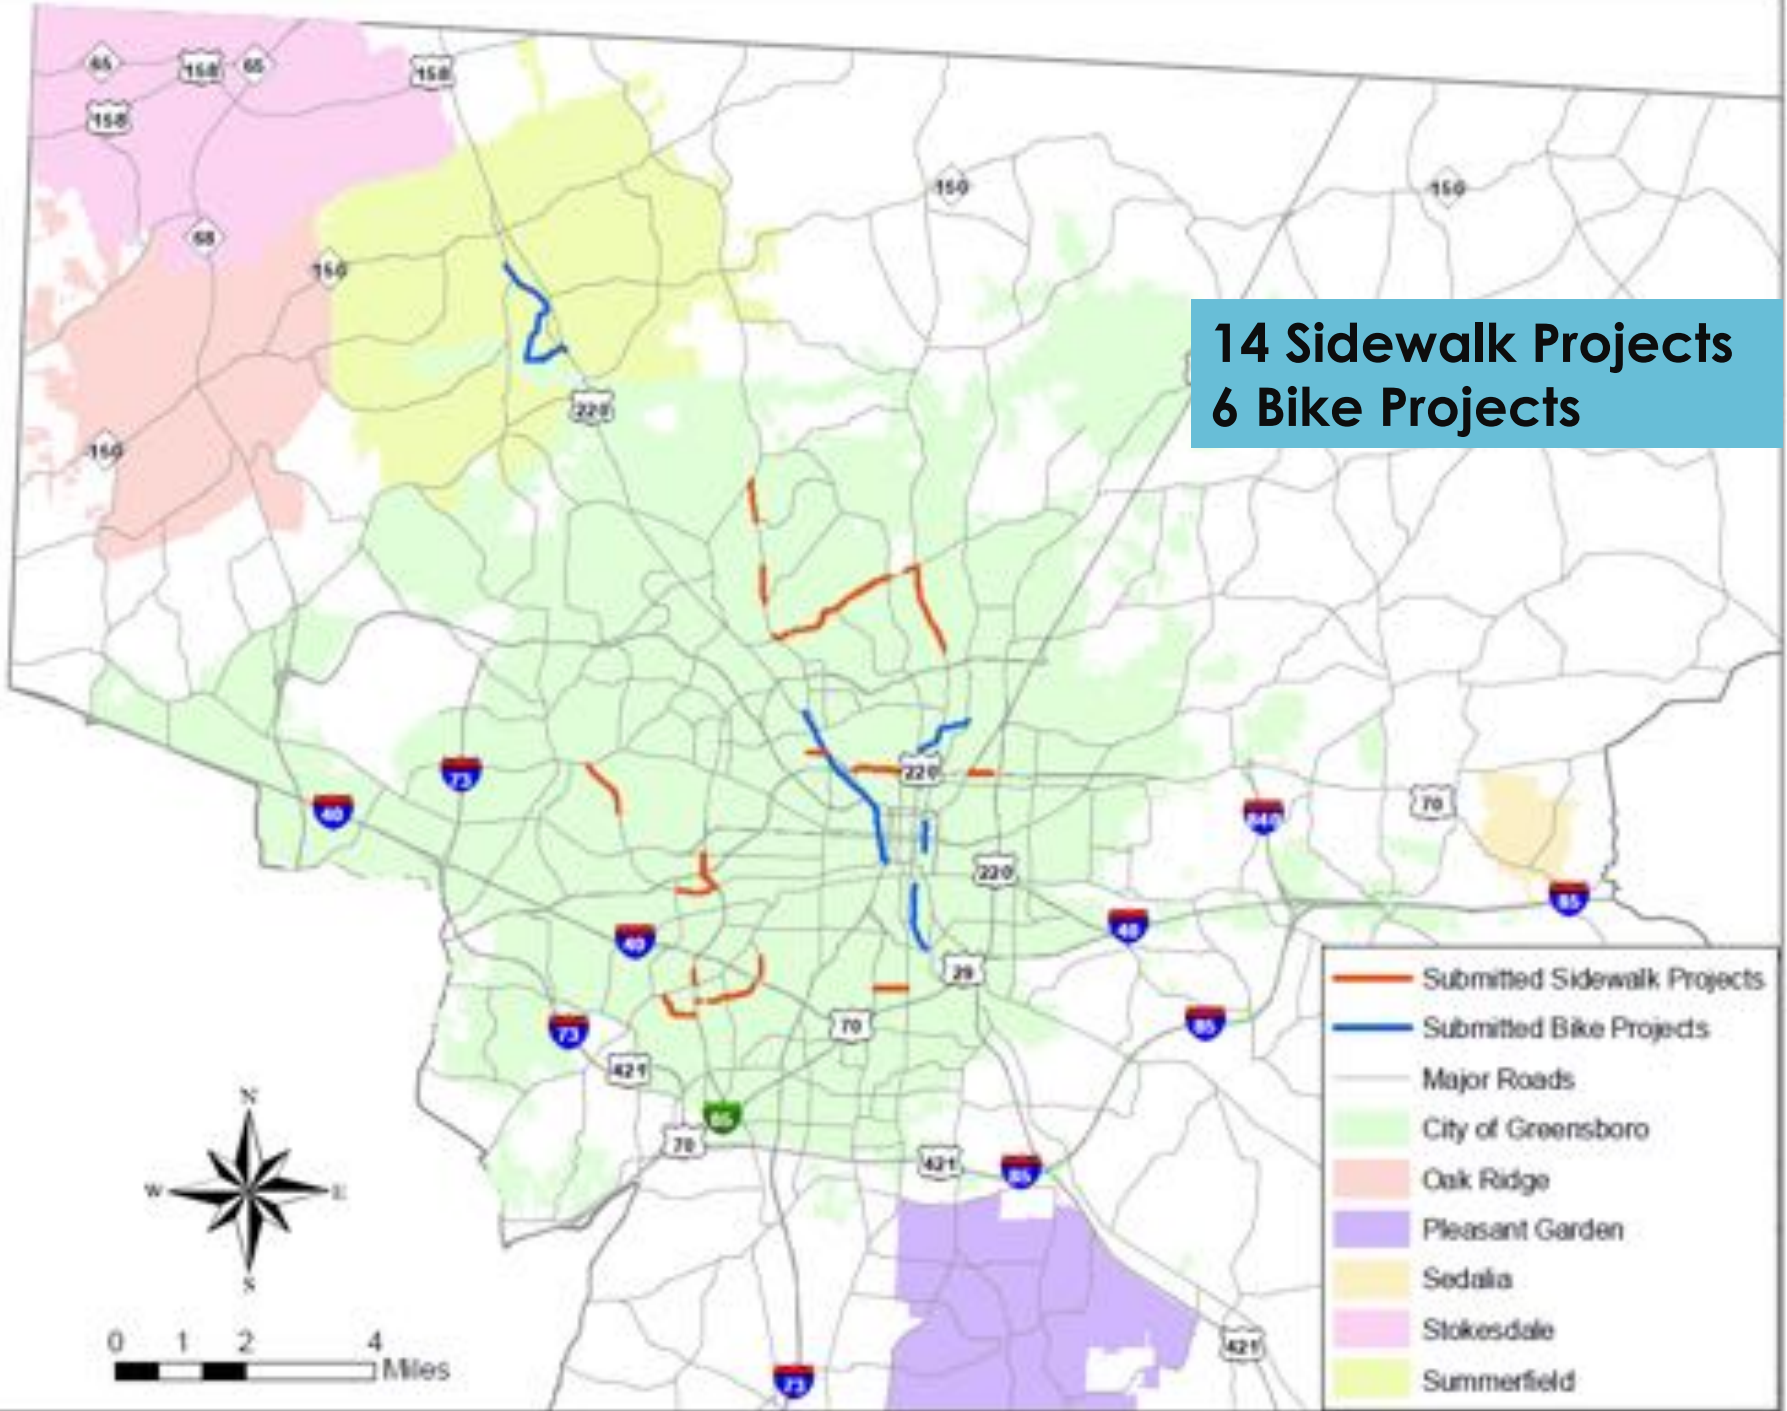 65
158
65
158
158
68
150
150
150
150
220
14 Sidewalk Projects
6 Bike Projects
73
40
220
70
840
220
85
40
40
29
73
70
85
421
70
421
85
421
73
Submitted Sidewalk Projects
Submitted Bike Projects
Major Roads
City of Greensboro
Oak Ridge
Pleasant Garden
Sedalia
Stokesdale
Summerfield
N
W
E
S
0 1 2 4
Miles